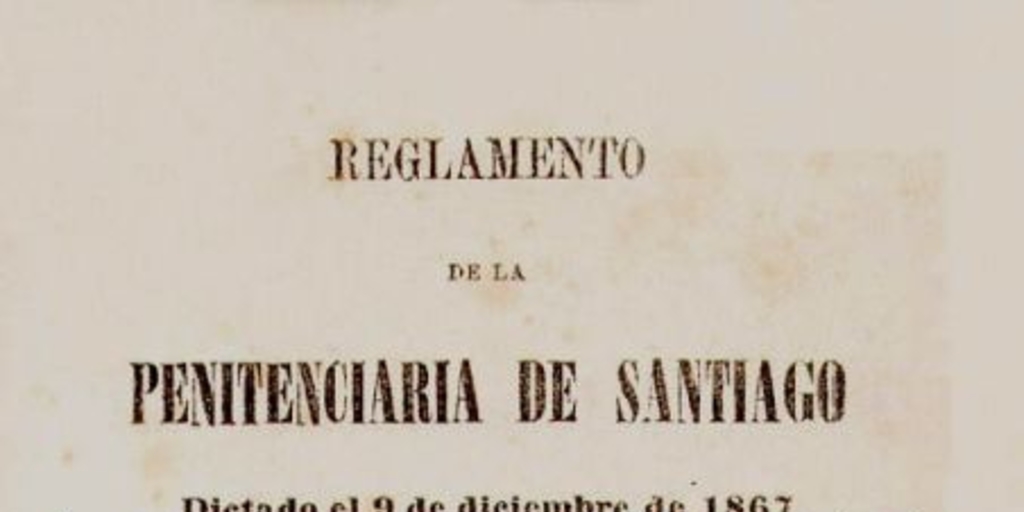 REGLAMENTO
DE LA
PENITENCIARIA DE SANTIAGO
Dictado el 9 de diciembre de 1867